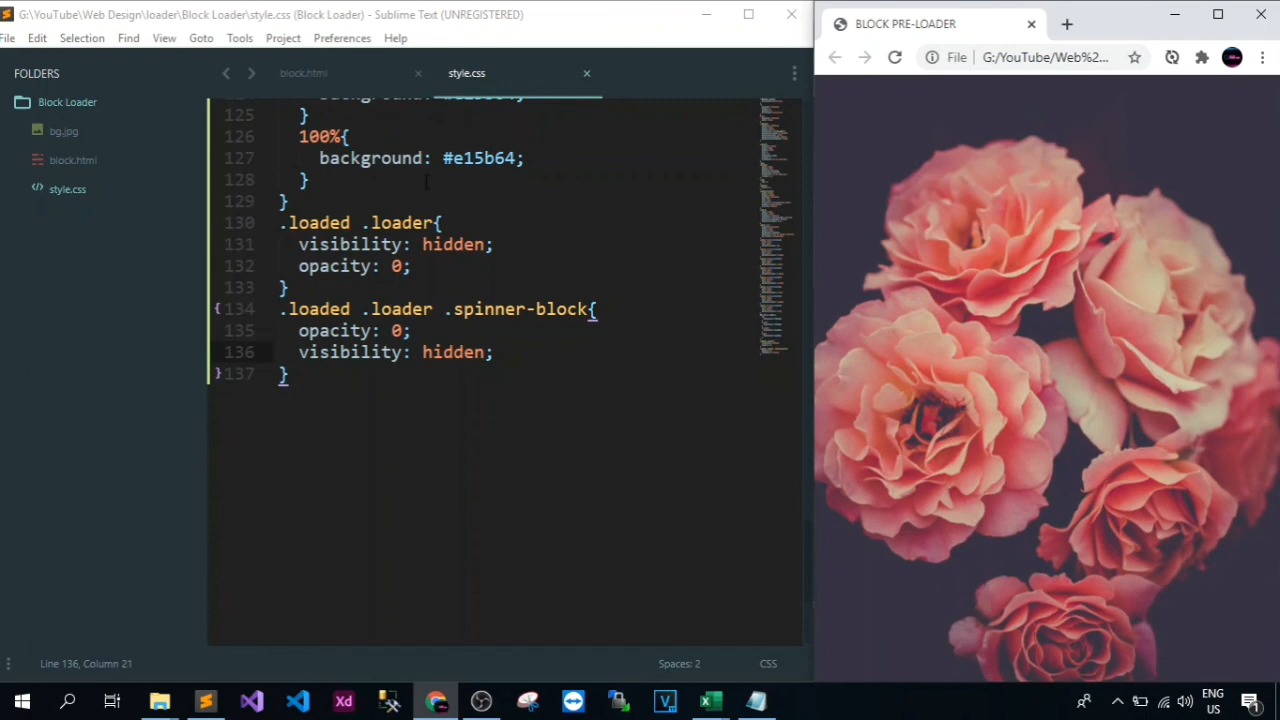 G:\YouTube\Web Design\loader\Block Loader\style.css (Block Loader) - Sublime Text (UNREGISTERED)
File Edit Selection Find View Goto Tools Project Preferences Help
FOLDERS
Block Loader
bg.jpg
block.html
style.css
block.html
style.css
125 }
126 100%{
127 background: #e15b64;
128 }
129 }
130 .loaded .loader{
131 visibility: hidden;
132 opacity: 0;
133 }
134 .loaded .loader .spinner-block{
135 opacity: 0;
136 visibility: hidden;
137 }
Line 136, Column 21
Spaces: 2
CSS
BLOCK PRE-LOADER
File G:/YouTube/Web%2...
Xd
ENG
US
1